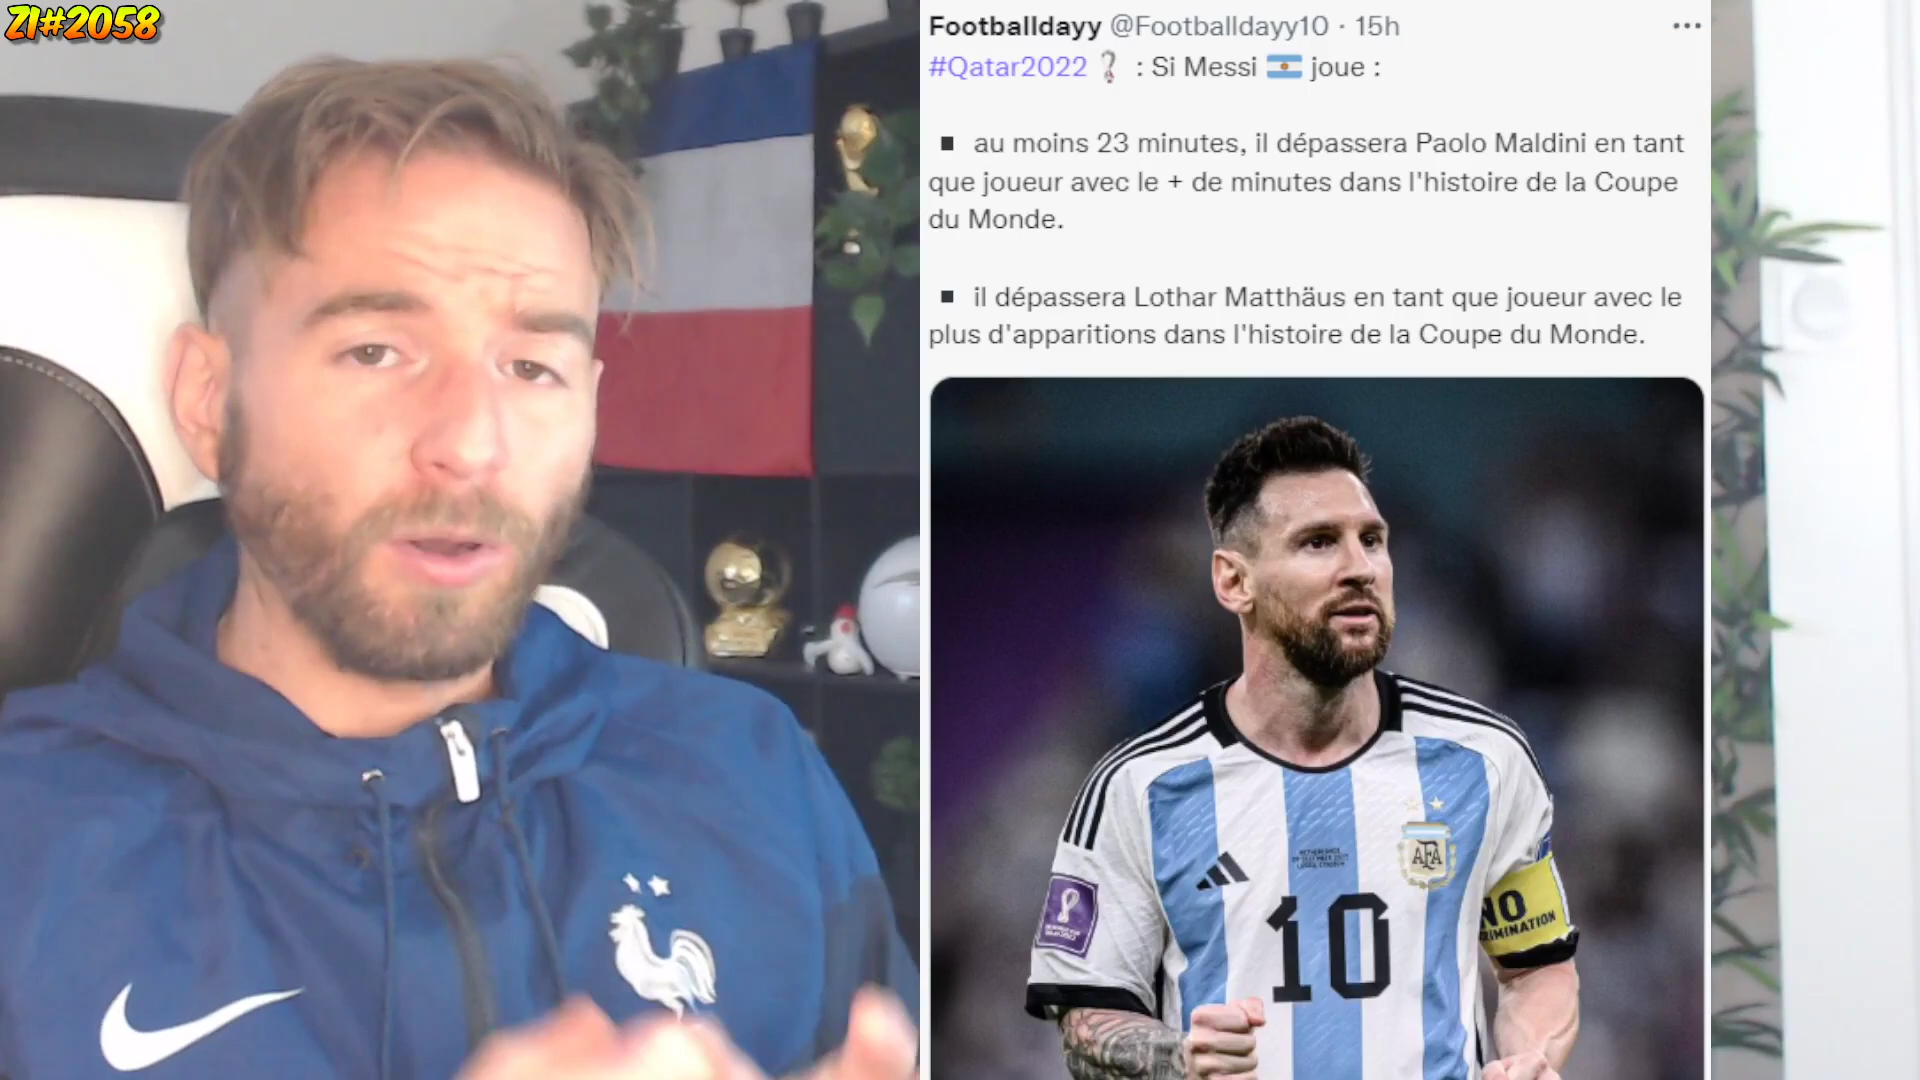 ZI#2058
Footballdayy @Footballdayy10 · 15h
#Qatar2022 : Si Messi joue :
▪ au moins 23 minutes, il dépassera Paolo Maldini en tant
que joueur avec le + de minutes dans l'histoire de la Coupe
du Monde.
▪ il dépassera Lothar Matthäus en tant que joueur avec le
plus d'apparitions dans l'histoire de la Coupe du Monde.
AFA
10
NO